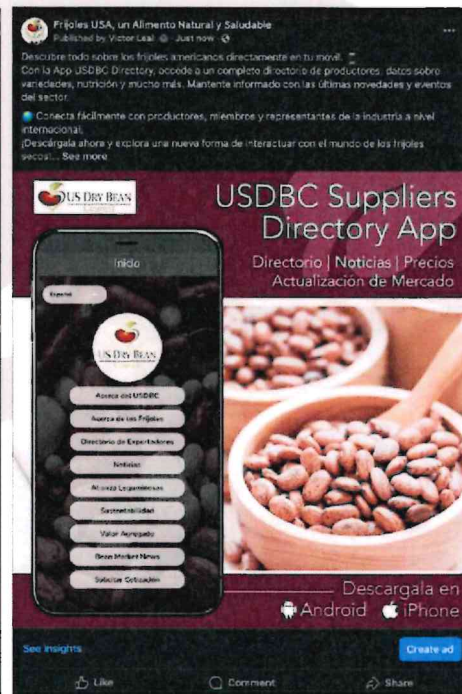 Frijoles USA, un Alimento Natural y Saludable
Published by Victor Leal · Just now ·
Descubre todo sobre los frijoles americanos directamente en tu móvil.
Con la App USDBC Directory, accede a un completo directorio de productores, datos sobre
variedades, nutrición y mucho más. Mantente informado con las últimas novedades y eventos
del sector.
Conecta fácilmente con productores, miembros y representantes de la industria a nivel
internacional.
¡Descárgala ahora y explora una nueva forma de interactuar con el mundo de los frijoles
secos!... See more
US DRY BEAN
USDBC Suppliers
Directory App
Directorio | Noticias | Precios
Actualización de Mercado
Inicio
Español
US DRY BEAN
Acerca del USDBC
Acerca de los Frijoles
Directorio de Exportadores
Noticias
Alianza Leguminosas
Sustentabilidad
Valor Agregado
Bean Market News
Solicitar Cotización
Descargala en
Android iPhone
See insights
Create ad
Like
Comment
Share